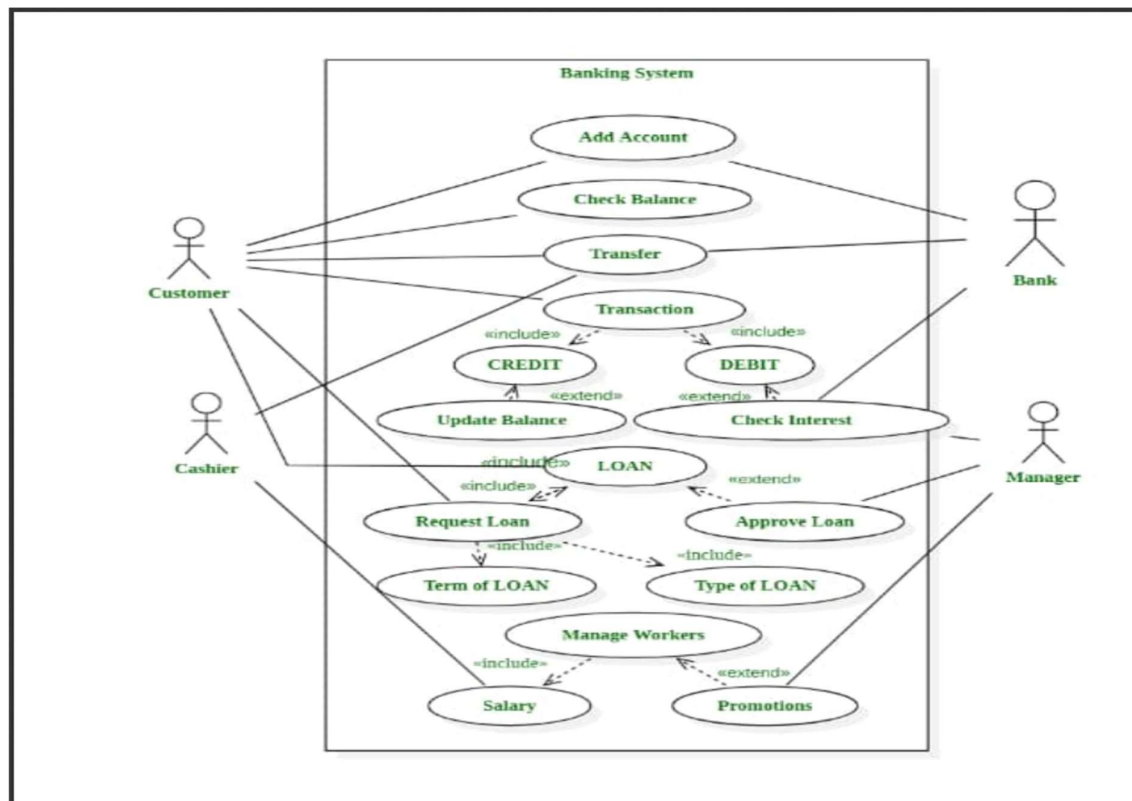 Banking System
Add Account
Check Balance
Transfer
Customer
Bank
Transaction
«include»
«include»
CREDIT
DEBIT
«extend»
«extend»
Update Balance
Check Interest
Cashier
«include»
LOAN
Manager
«include»
«extend»
Request Loan
Approve Loan
«include»
«include»
Term of LOAN
Type of LOAN
Manage Workers
«include»
«extend»
Salary
Promotions